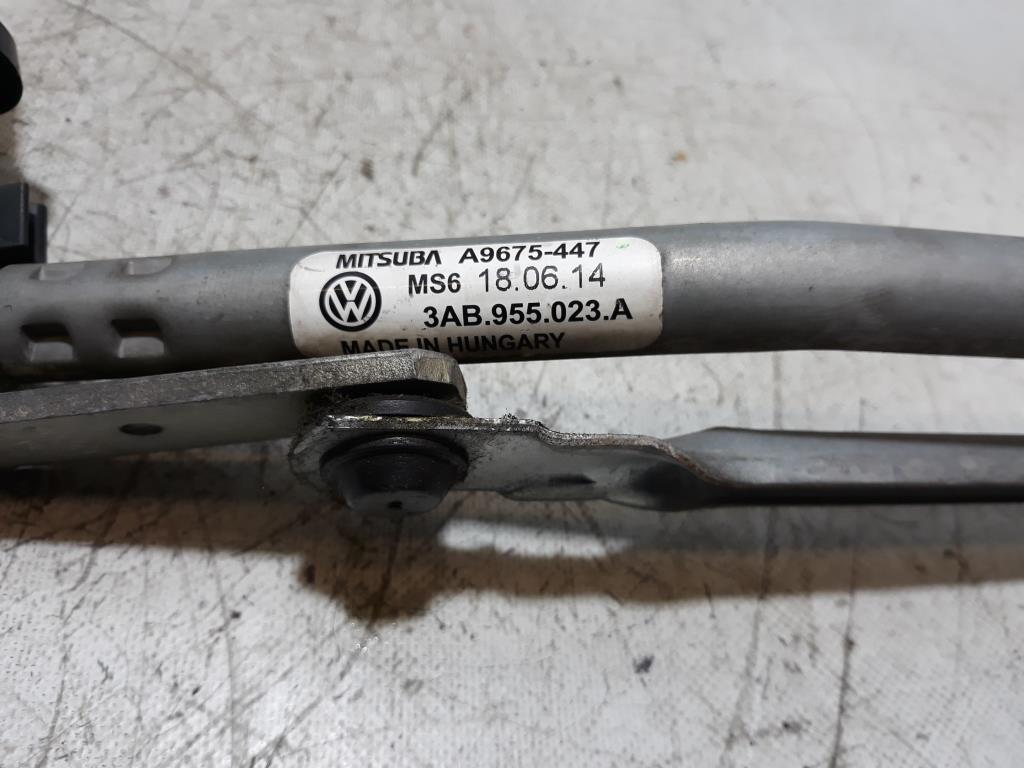 MITSUBA A9675-447
MS6 18.06.14
3AB.955.023.A
MADE IN HUNGARY